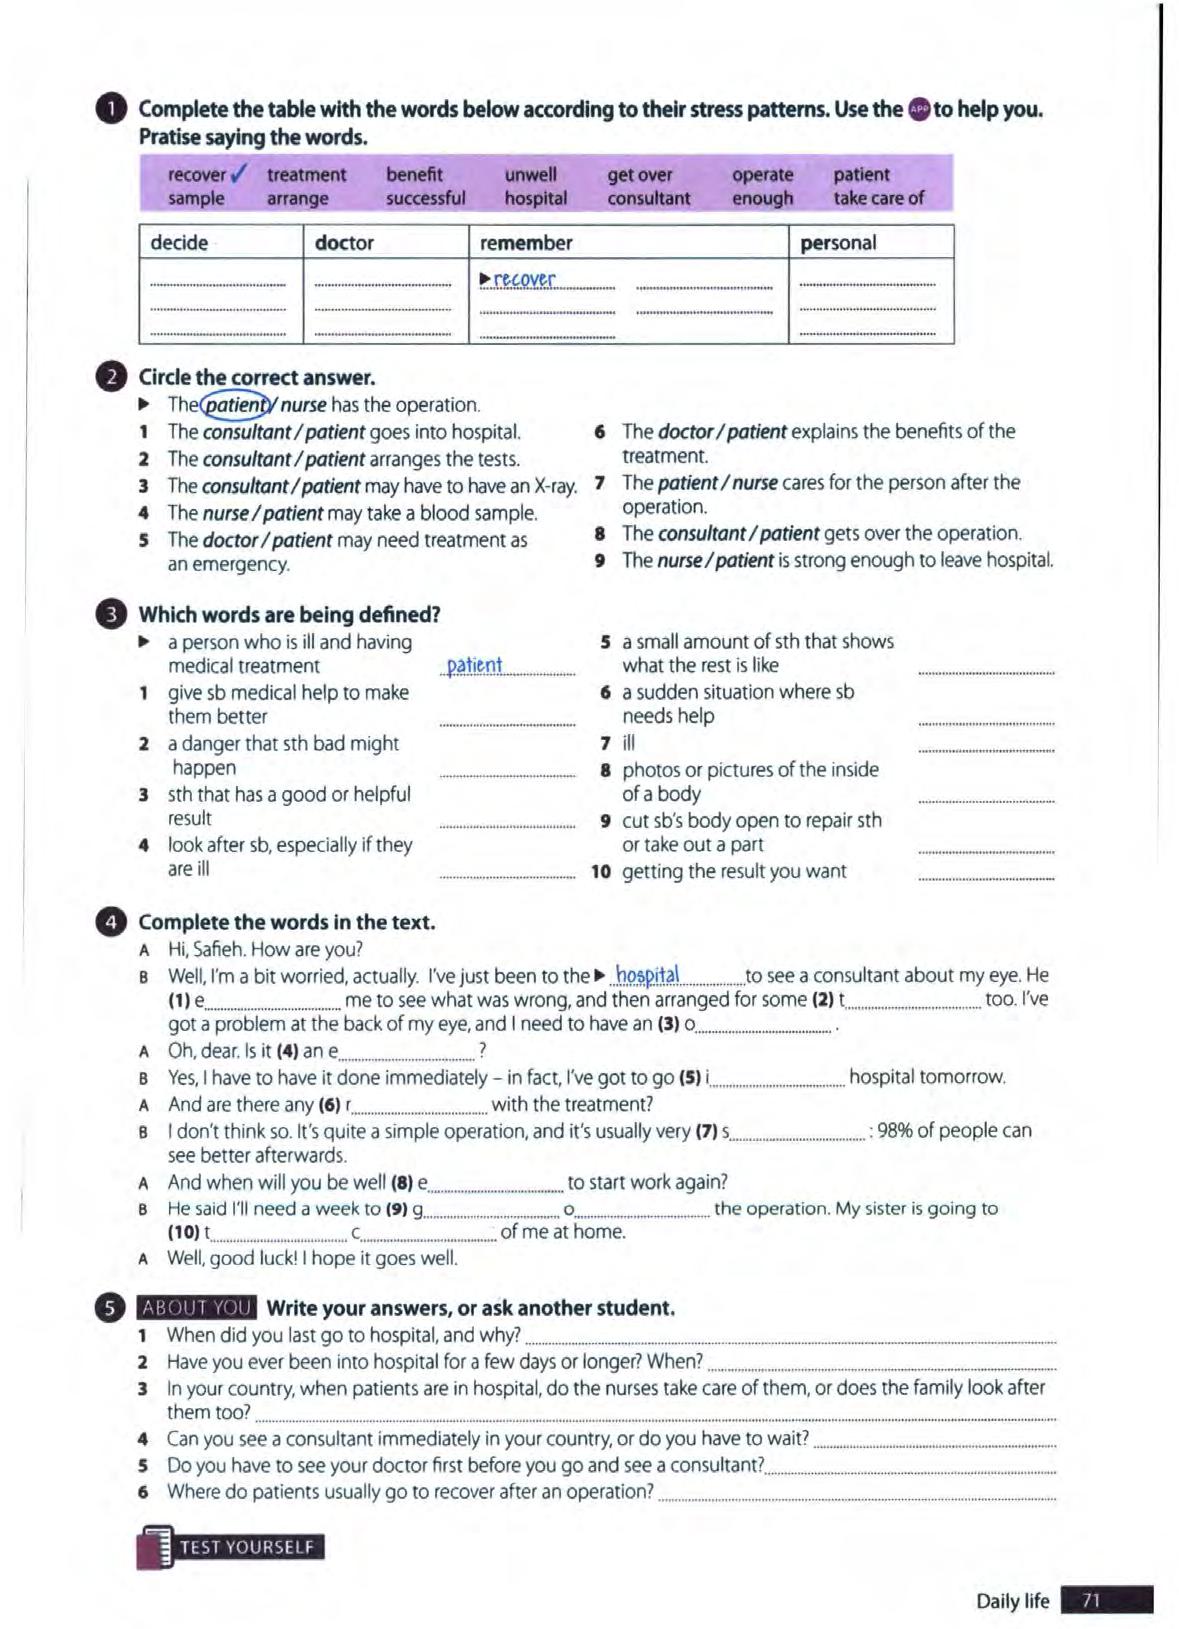 1 Complete the table with the words below according to their stress patterns. Use the APP to help you.
Pratise saying the words.
recover ✓ treatment benefit unwell get over operate patient
sample arrange successful hospital consultant enough take care of
decide doctor remember personal
▶ recover
2 Circle the correct answer.
▶ The patient / nurse has the operation.
1 The consultant / patient goes into hospital.
2 The consultant / patient arranges the tests.
3 The consultant / patient may have to have an X-ray.
4 The nurse / patient may take a blood sample.
5 The doctor / patient may need treatment as
an emergency.
6 The doctor / patient explains the benefits of the
treatment.
7 The patient / nurse cares for the person after the
operation.
8 The consultant / patient gets over the operation.
9 The nurse / patient is strong enough to leave hospital.
3 Which words are being defined?
▶ a person who is ill and having
medical treatment patient
1 give sb medical help to make
them better
2 a danger that sth bad might
happen
3 sth that has a good or helpful
result
4 look after sb, especially if they
are ill
5 a small amount of sth that shows
what the rest is like
6 a sudden situation where sb
needs help
7 ill
8 photos or pictures of the inside
of a body
9 cut sb's body open to repair sth
or take out a part
10 getting the result you want
4 Complete the words in the text.
A Hi, Safieh. How are you?
B Well, I'm a bit worried, actually. I've just been to the ▶ hospital to see a consultant about my eye. He
(1) e me to see what was wrong, and then arranged for some (2) t too. I've
got a problem at the back of my eye, and I need to have an (3) o .
A Oh, dear. Is it (4) an e ?
B Yes, I have to have it done immediately – in fact, I've got to go (5) i hospital tomorrow.
A And are there any (6) r with the treatment?
B I don't think so. It's quite a simple operation, and it's usually very (7) s : 98% of people can
see better afterwards.
A And when will you be well (8) e to start work again?
B He said I'll need a week to (9) g o the operation. My sister is going to
(10) t c of me at home.
A Well, good luck! I hope it goes well.
5 ABOUT YOU Write your answers, or ask another student.
1 When did you last go to hospital, and why?
2 Have you ever been into hospital for a few days or longer? When?
3 In your country, when patients are in hospital, do the nurses take care of them, or does the family look after
them too?
4 Can you see a consultant immediately in your country, or do you have to wait?
5 Do you have to see your doctor first before you go and see a consultant?
6 Where do patients usually go to recover after an operation?
TEST YOURSELF
Daily life 71